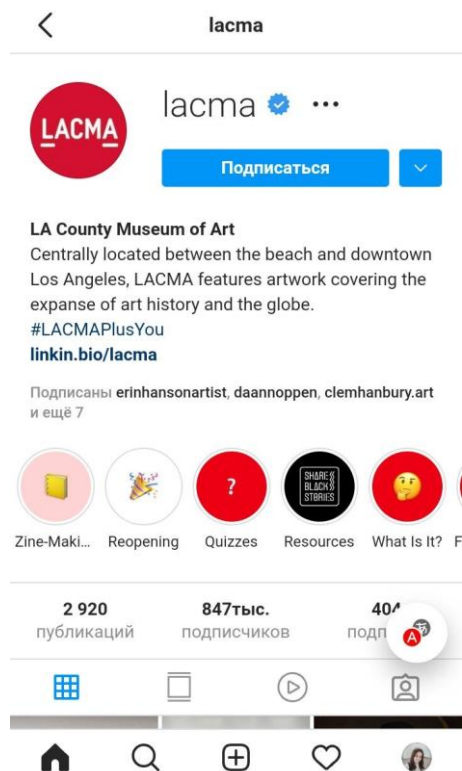 lacma
LACMA
lacma
Подписаться
LA County Museum of Art
Centrally located between the beach and downtown
Los Angeles, LACMA features artwork covering the
expanse of art history and the globe.
#LACMAPlusYou
linkin.bio/lacma
Подписаны erinhansonartist, daannoppen, clemhanbury.art
и ещё 7
?
SHARE
BLACK
STORIES
Zine-Maki... Reopening Quizzes Resources What Is It? F
2 920 847тыс. 404
публикаций подписчиков подп
A あ